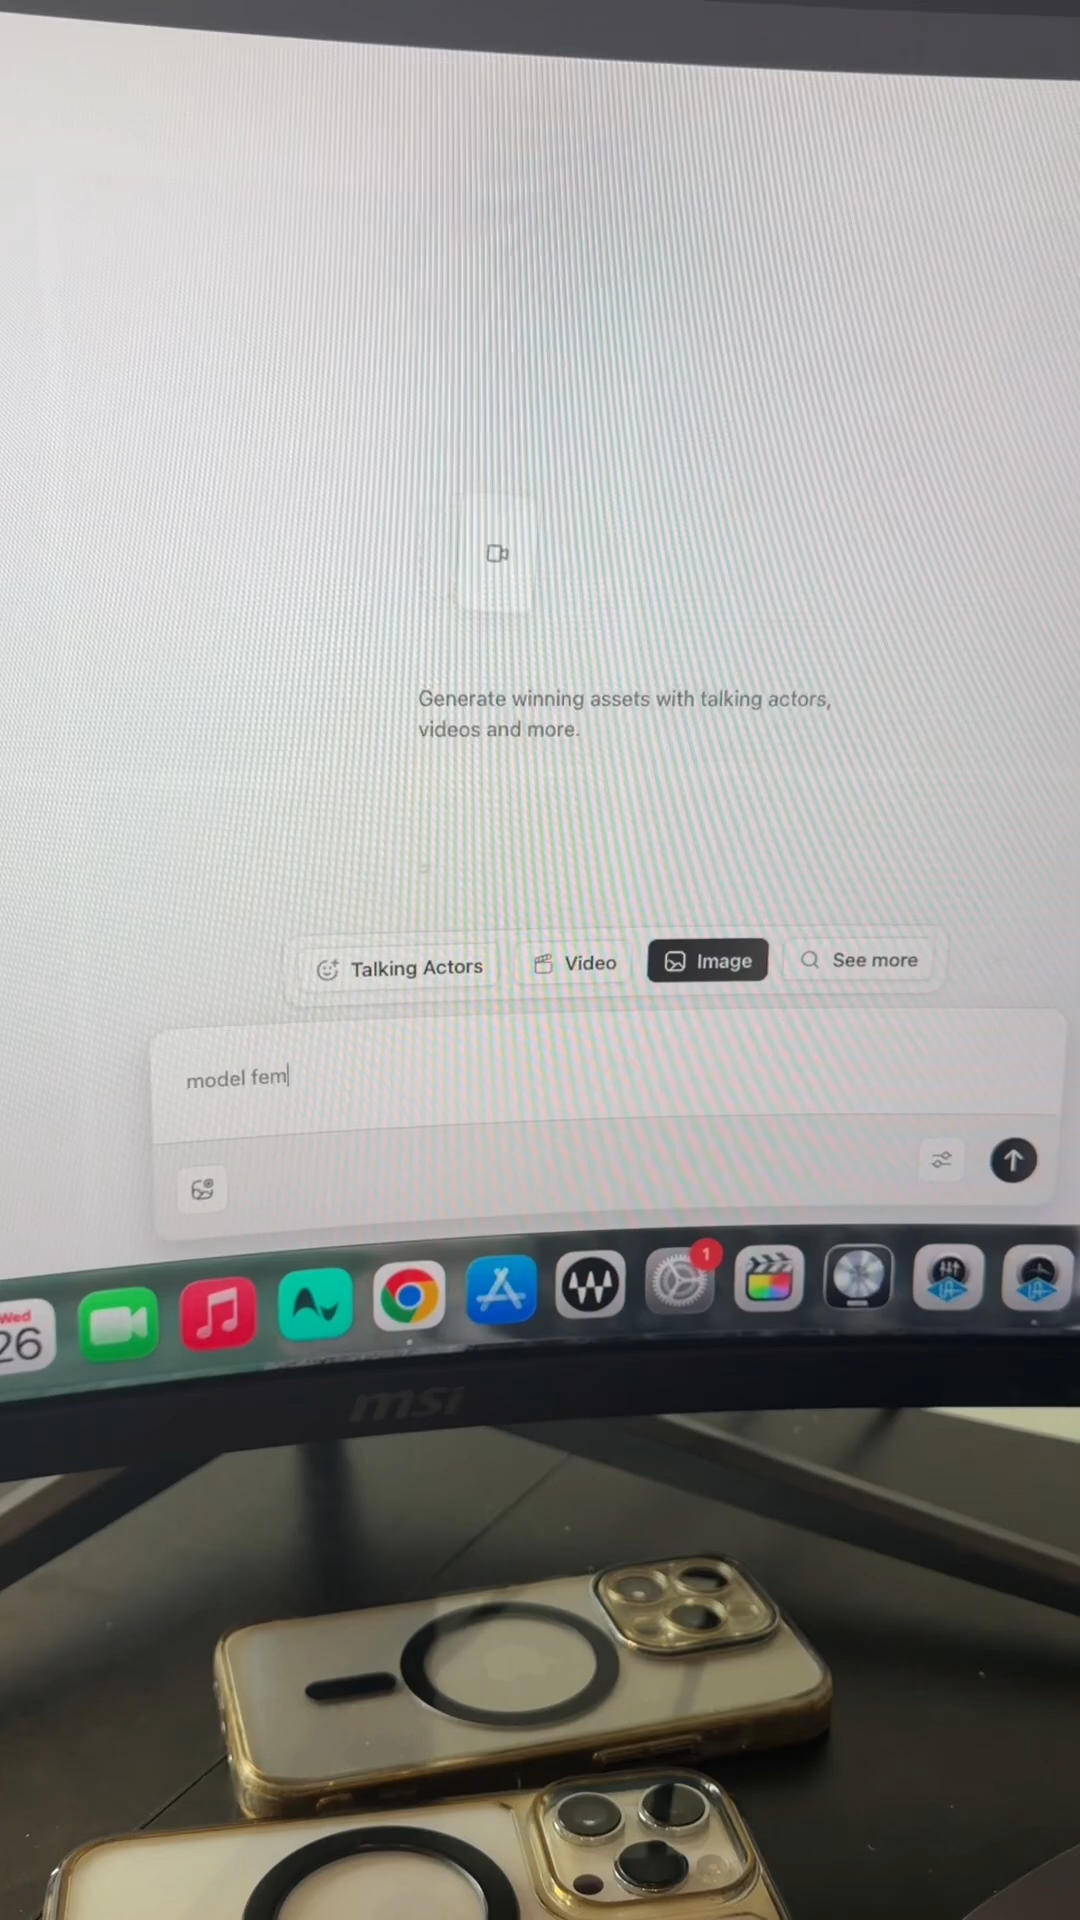 Generate winning assets with talking actors,
videos and more.
Talking Actors
Video
Image
See more
model fem
1
Wed
26
msi